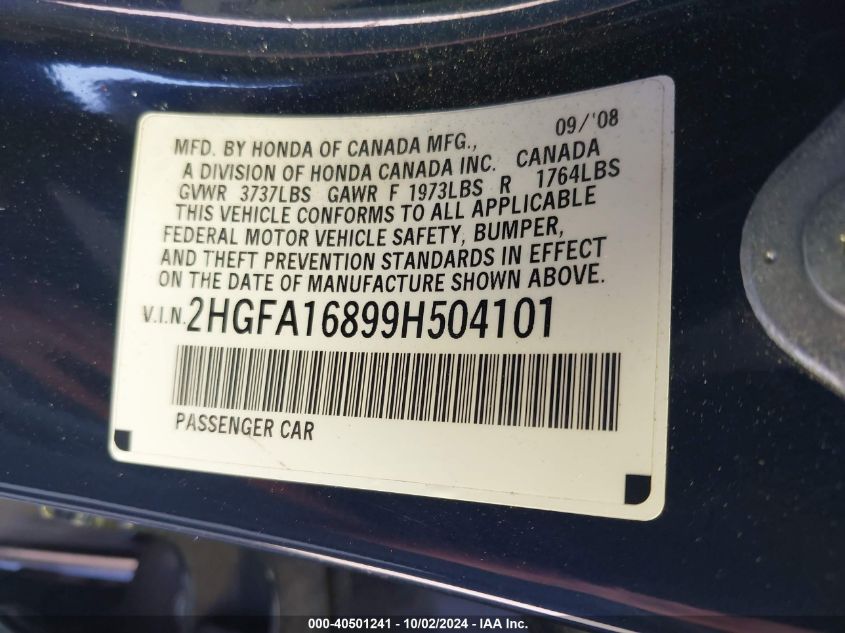 09/'08
MFD. BY HONDA OF CANADA MFG.,
A DIVISION OF HONDA CANADA INC. CANADA
GVWR 3737LBS GAWR F 1973LBS R 1764LBS
THIS VEHICLE CONFORMS TO ALL APPLICABLE
FEDERAL MOTOR VEHICLE SAFETY, BUMPER,
AND THEFT PREVENTION STANDARDS IN EFFECT
ON THE DATE OF MANUFACTURE SHOWN ABOVE.
V.I.N. 2HGFA16899H504101
PASSENGER CAR
000-40501241 - 10/02/2024 - IAA Inc.